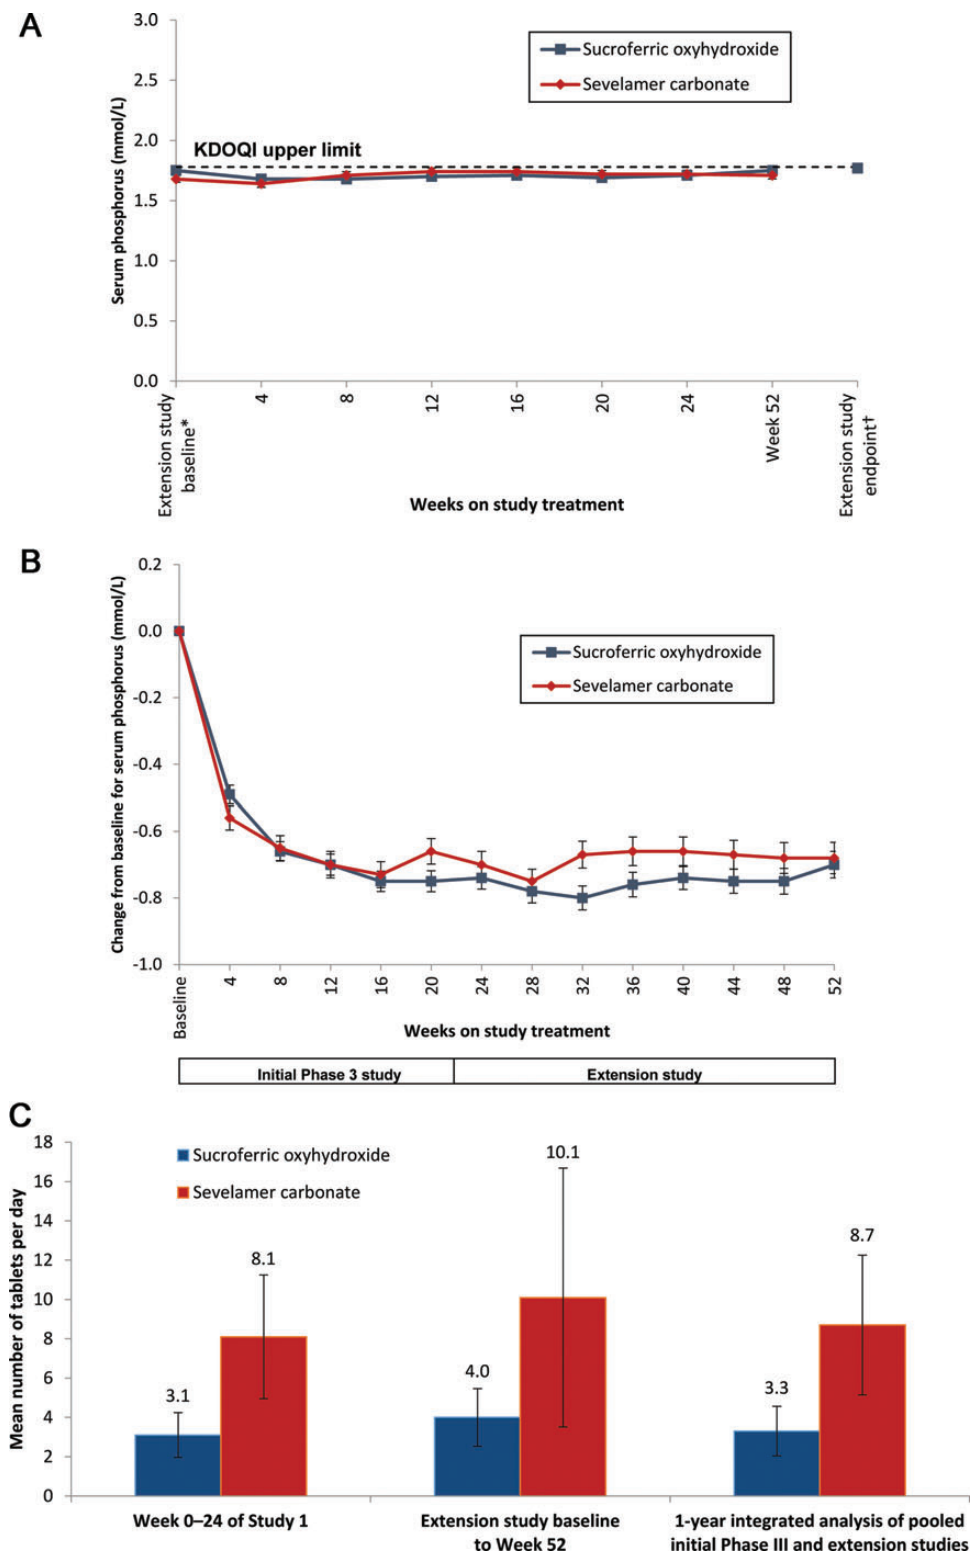 A
3.0
2.5
2.0
1.5
1.0
0.5
0.0
Serum phosphorus (mmol/L)
Sucroferric oxyhydroxide
Sevelamer carbonate
KDOQI upper limit
Extension study
baseline*
4
8
12
16
20
24
Week 52
Extension study
endpoint†
Weeks on study treatment
B
0.2
0.0
-0.2
-0.4
-0.6
-0.8
-1.0
Change from baseline for serum phosphorus (mmol/L)
Sucroferric oxyhydroxide
Sevelamer carbonate
Baseline
4
8
12
16
20
24
28
32
36
40
44
48
52
Weeks on study treatment
Initial Phase 3 study
Extension study
C
18
16
14
12
10
8
6
4
2
0
Mean number of tablets per day
Sucroferric oxyhydroxide
Sevelamer carbonate
3.1
8.1
4.0
10.1
3.3
8.7
Week 0–24 of Study 1
Extension study baseline
to Week 52
1-year integrated analysis of pooled
initial Phase III and extension studies